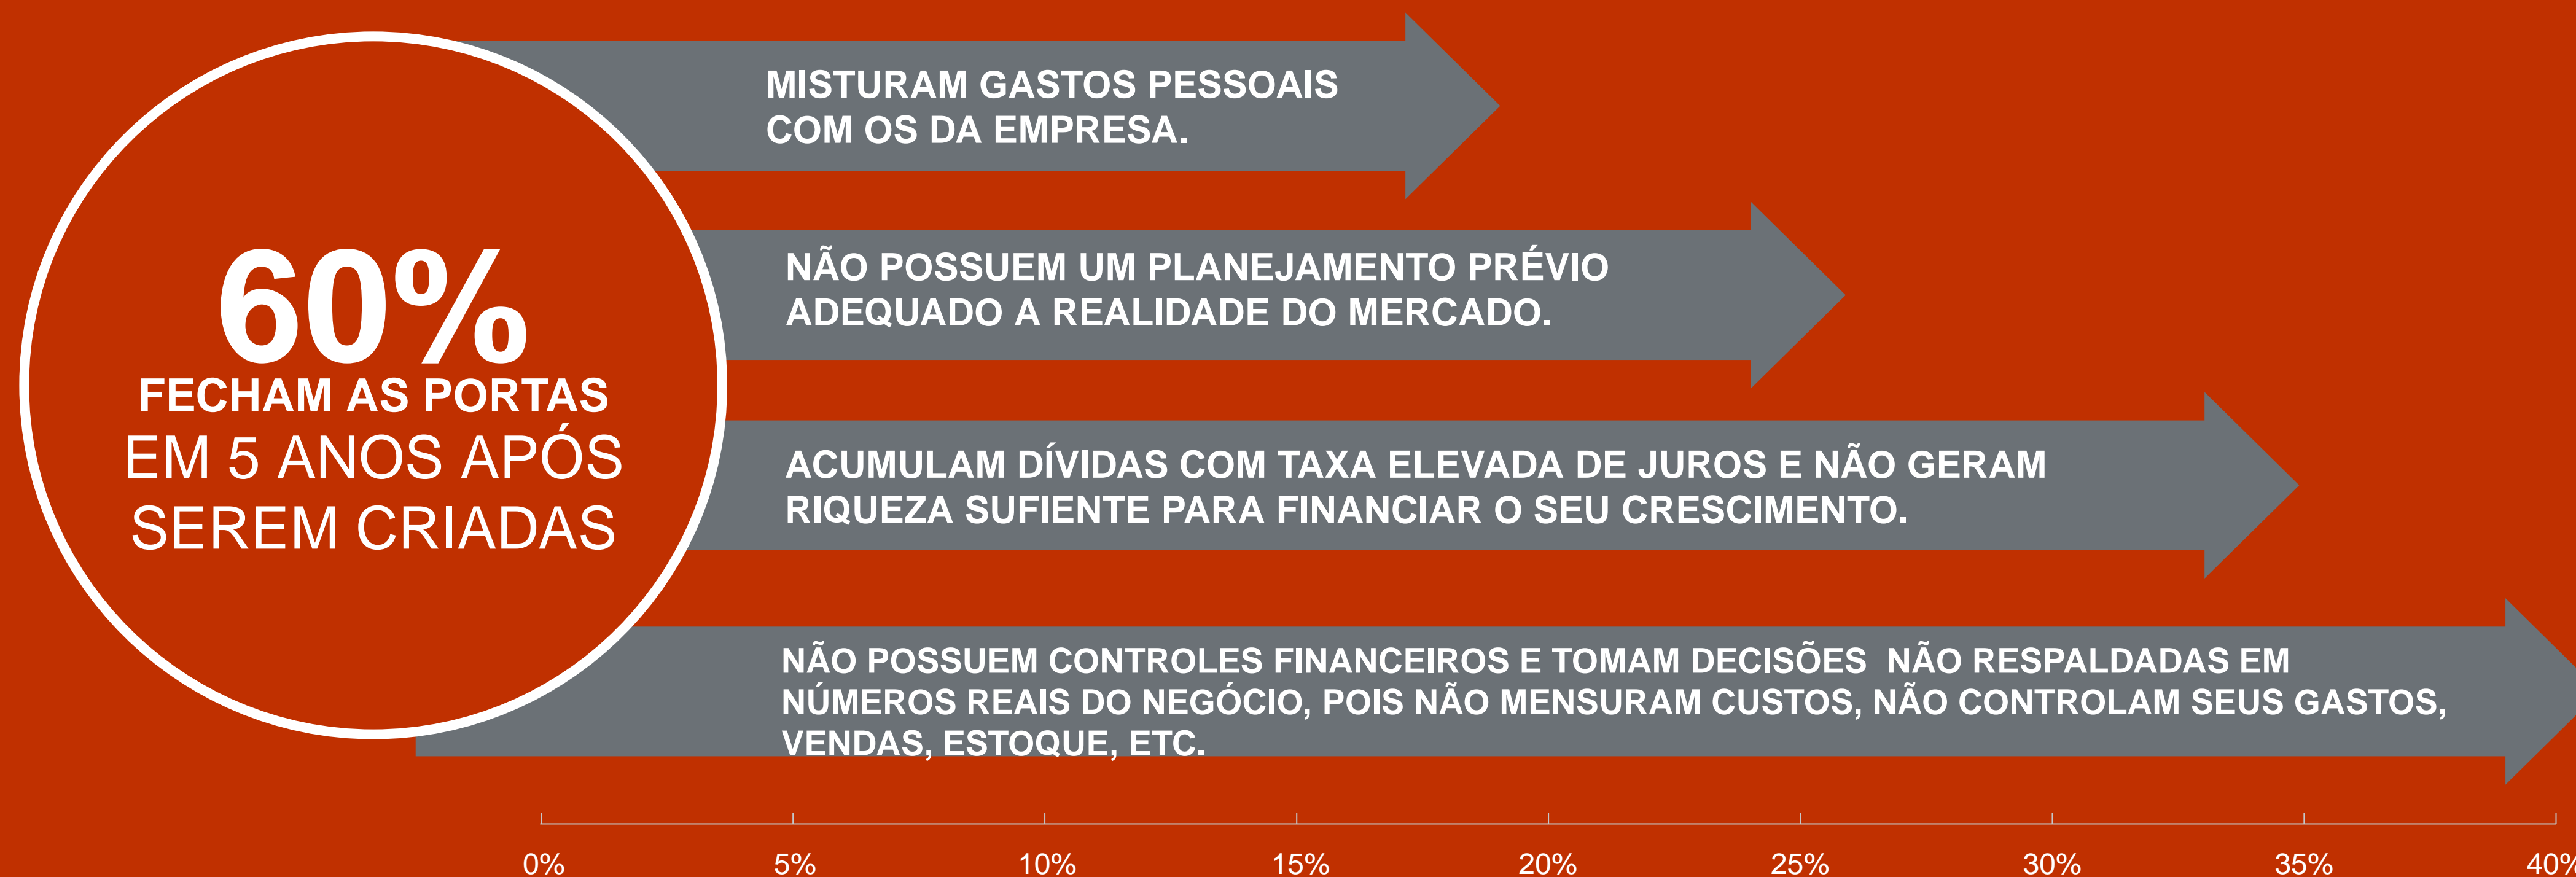 60%
FECHAM AS PORTAS
EM 5 ANOS APÓS
SEREM CRIADAS
MISTURAM GASTOS PESSOAIS
COM OS DA EMPRESA.
NÃO POSSUEM UM PLANEJAMENTO PRÉVIO
ADEQUADO A REALIDADE DO MERCADO.
ACUMULAM DÍVIDAS COM TAXA ELEVADA DE JUROS E NÃO GERAM
RIQUEZA SUFIENTE PARA FINANCIAR O SEU CRESCIMENTO.
NÃO POSSUEM CONTROLES FINANCEIROS E TOMAM DECISÕES  NÃO RESPALDADAS EM
NÚMEROS REAIS DO NEGÓCIO, POIS NÃO MENSURAM CUSTOS, NÃO CONTROLAM SEUS GASTOS,
VENDAS, ESTOQUE, ETC.
0% 5% 10% 15% 20% 25% 30% 35% 40%